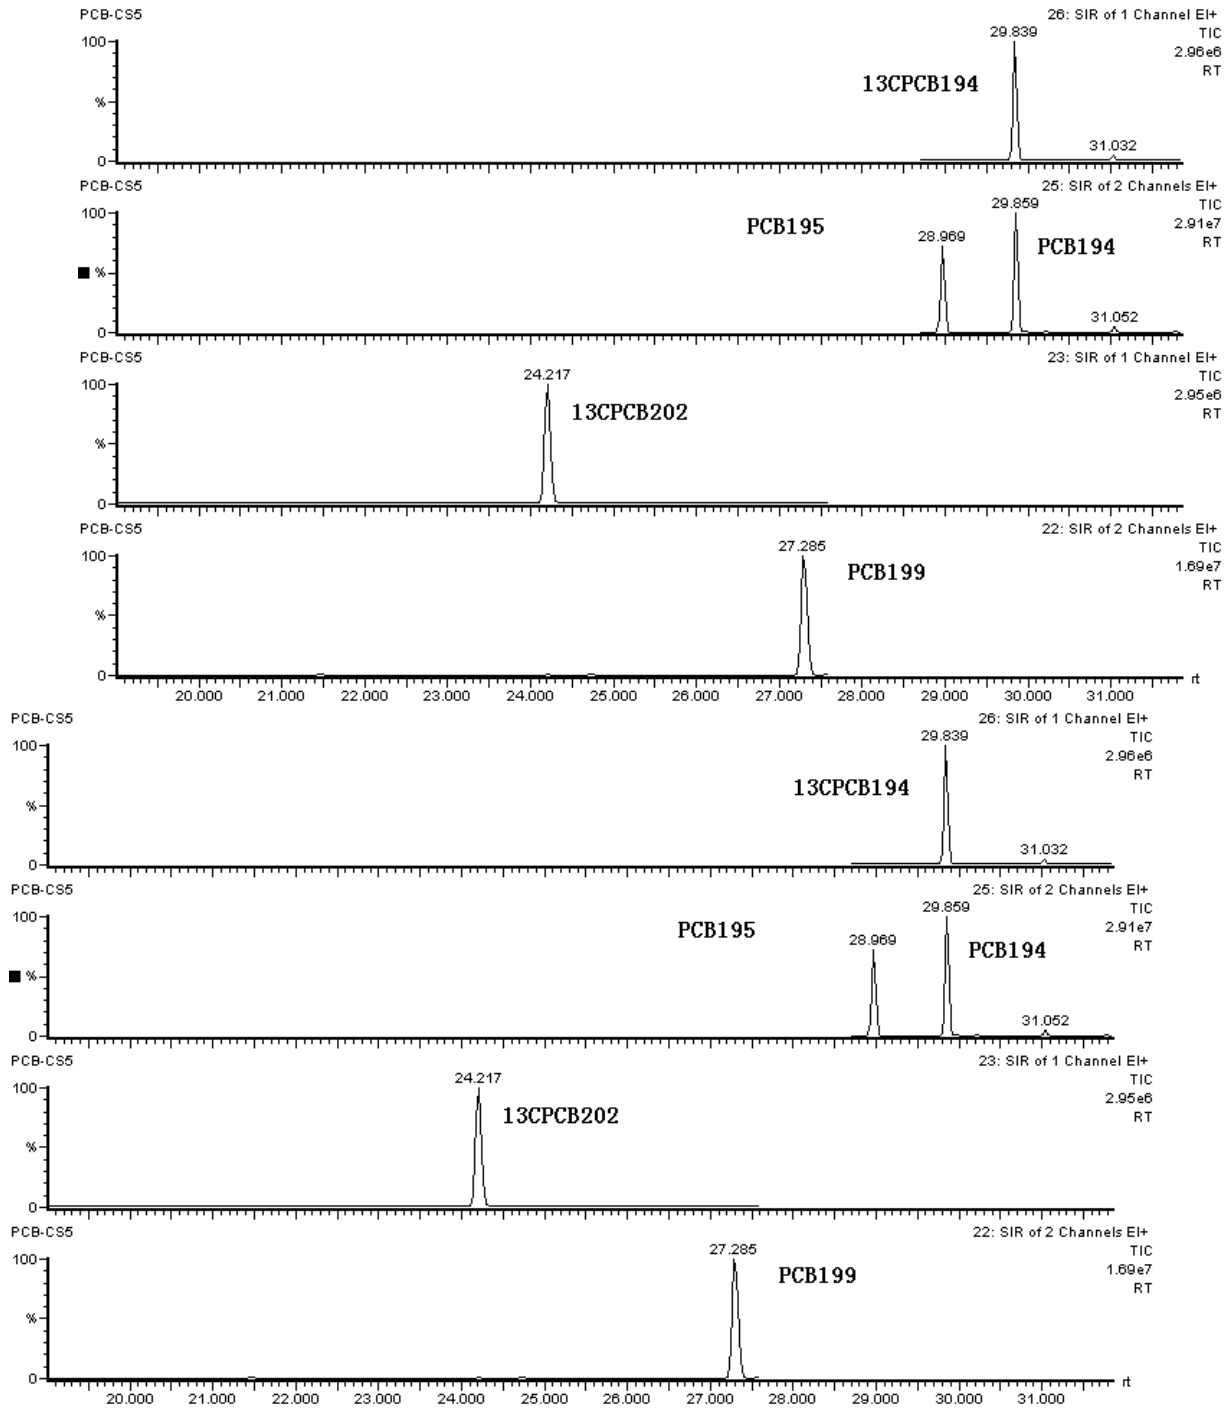 PCB-CS5
26: SIR of 1 Channel EI+
TIC
2.96e6
RT
100
%
0
29.839
13CPCB194
31.032
PCB-CS5
25: SIR of 2 Channels EI+
TIC
2.91e7
RT
100
%
0
PCB195
28.969
29.859
PCB194
31.052
PCB-CS5
23: SIR of 1 Channel EI+
TIC
2.95e6
RT
100
%
0
24.217
13CPCB202
PCB-CS5
22: SIR of 2 Channels EI+
TIC
1.69e7
RT
100
%
0
27.285
PCB199
20.000 21.000 22.000 23.000 24.000 25.000 26.000 27.000 28.000 29.000 30.000 31.000 rt
PCB-CS5
26: SIR of 1 Channel EI+
TIC
2.96e6
RT
100
%
0
29.839
13CPCB194
31.032
PCB-CS5
25: SIR of 2 Channels EI+
TIC
2.91e7
RT
100
%
0
PCB195
28.969
29.859
PCB194
31.052
PCB-CS5
23: SIR of 1 Channel EI+
TIC
2.95e6
RT
100
%
0
24.217
13CPCB202
PCB-CS5
22: SIR of 2 Channels EI+
TIC
1.69e7
RT
100
%
0
27.285
PCB199
20.000 21.000 22.000 23.000 24.000 25.000 26.000 27.000 28.000 29.000 30.000 31.000 rt